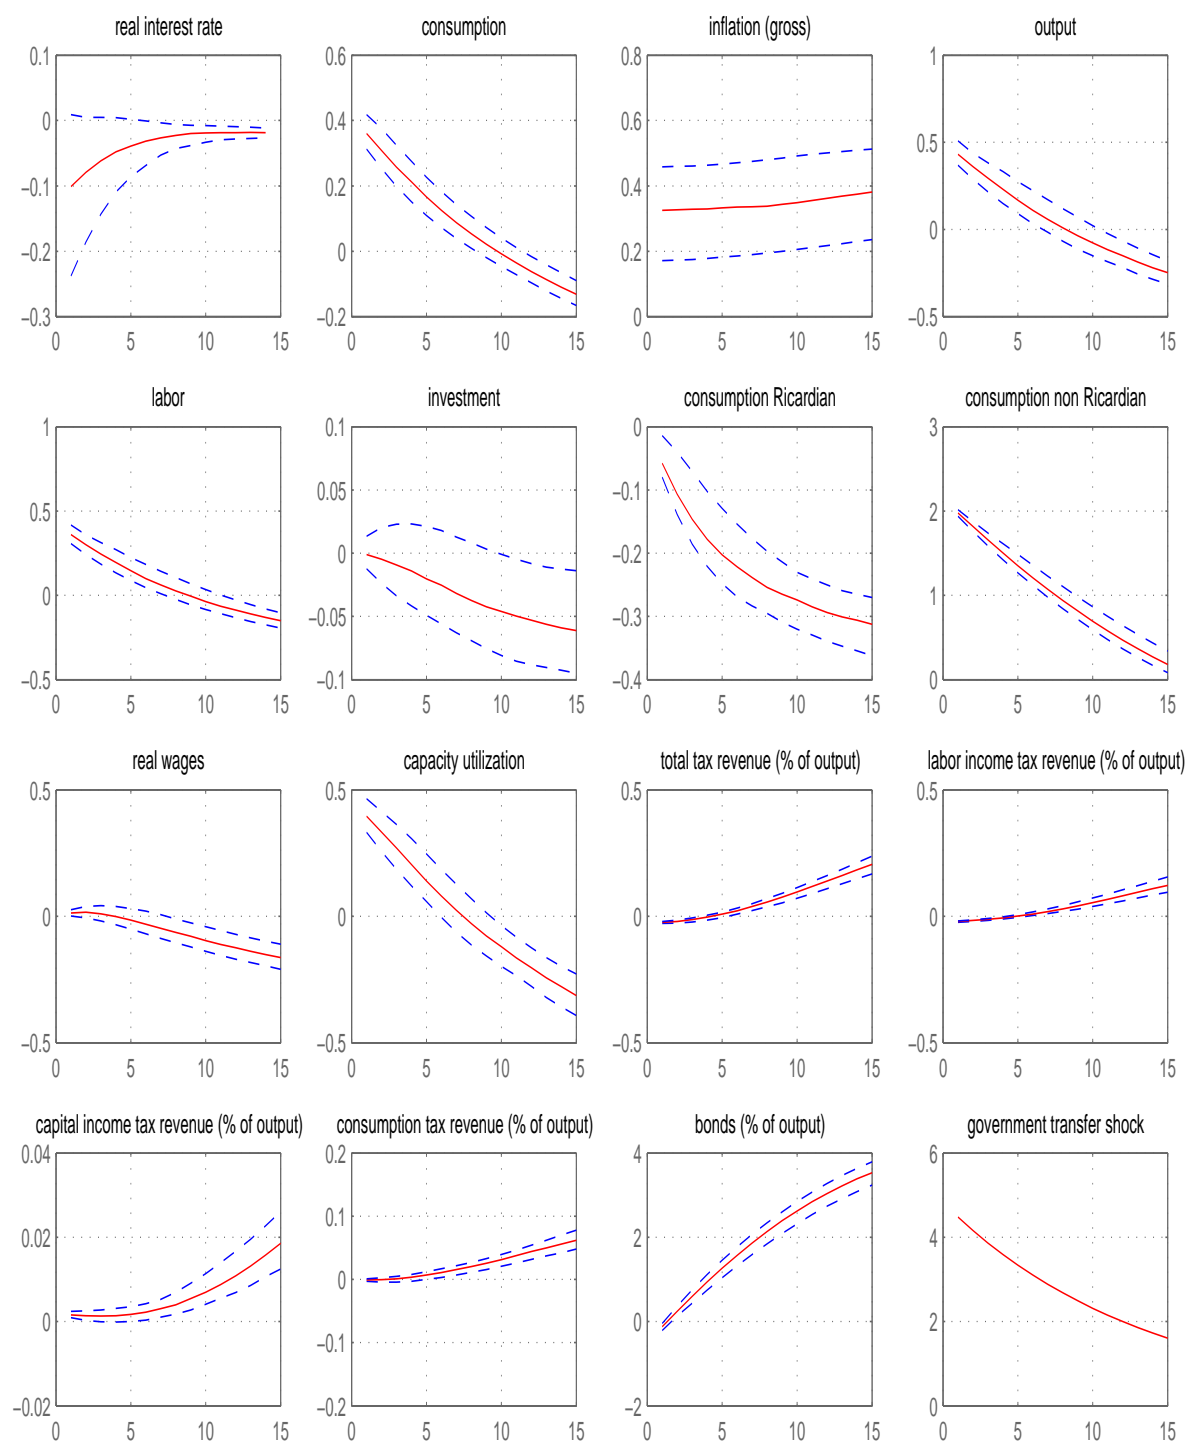 real interest rate
consumption
inflation (gross)
output
0.1
0
−0.1
−0.2
−0.3
0 5 10 15
0.6
0.4
0.2
0
−0.2
0 5 10 15
0.8
0.6
0.4
0.2
0
0 5 10 15
1
0.5
0
−0.5
0 5 10 15
labor
investment
consumption Ricardian
consumption non Ricardian
1
0.5
0
−0.5
0 5 10 15
0.1
0.05
0
−0.05
−0.1
0 5 10 15
0
−0.1
−0.2
−0.3
−0.4
0 5 10 15
3
2
1
0
0 5 10 15
real wages
capacity utilization
total tax revenue (% of output)
labor income tax revenue (% of output)
0.5
0
−0.5
0 5 10 15
0.5
0
−0.5
0 5 10 15
0.5
0
−0.5
0 5 10 15
0.5
0
−0.5
0 5 10 15
capital income tax revenue (% of output)
consumption tax revenue (% of output)
bonds (% of output)
government transfer shock
0.04
0.02
0
−0.02
0 5 10 15
0.2
0.1
0
−0.1
−0.2
0 5 10 15
4
2
0
−2
0 5 10 15
6
4
2
0
0 5 10 15